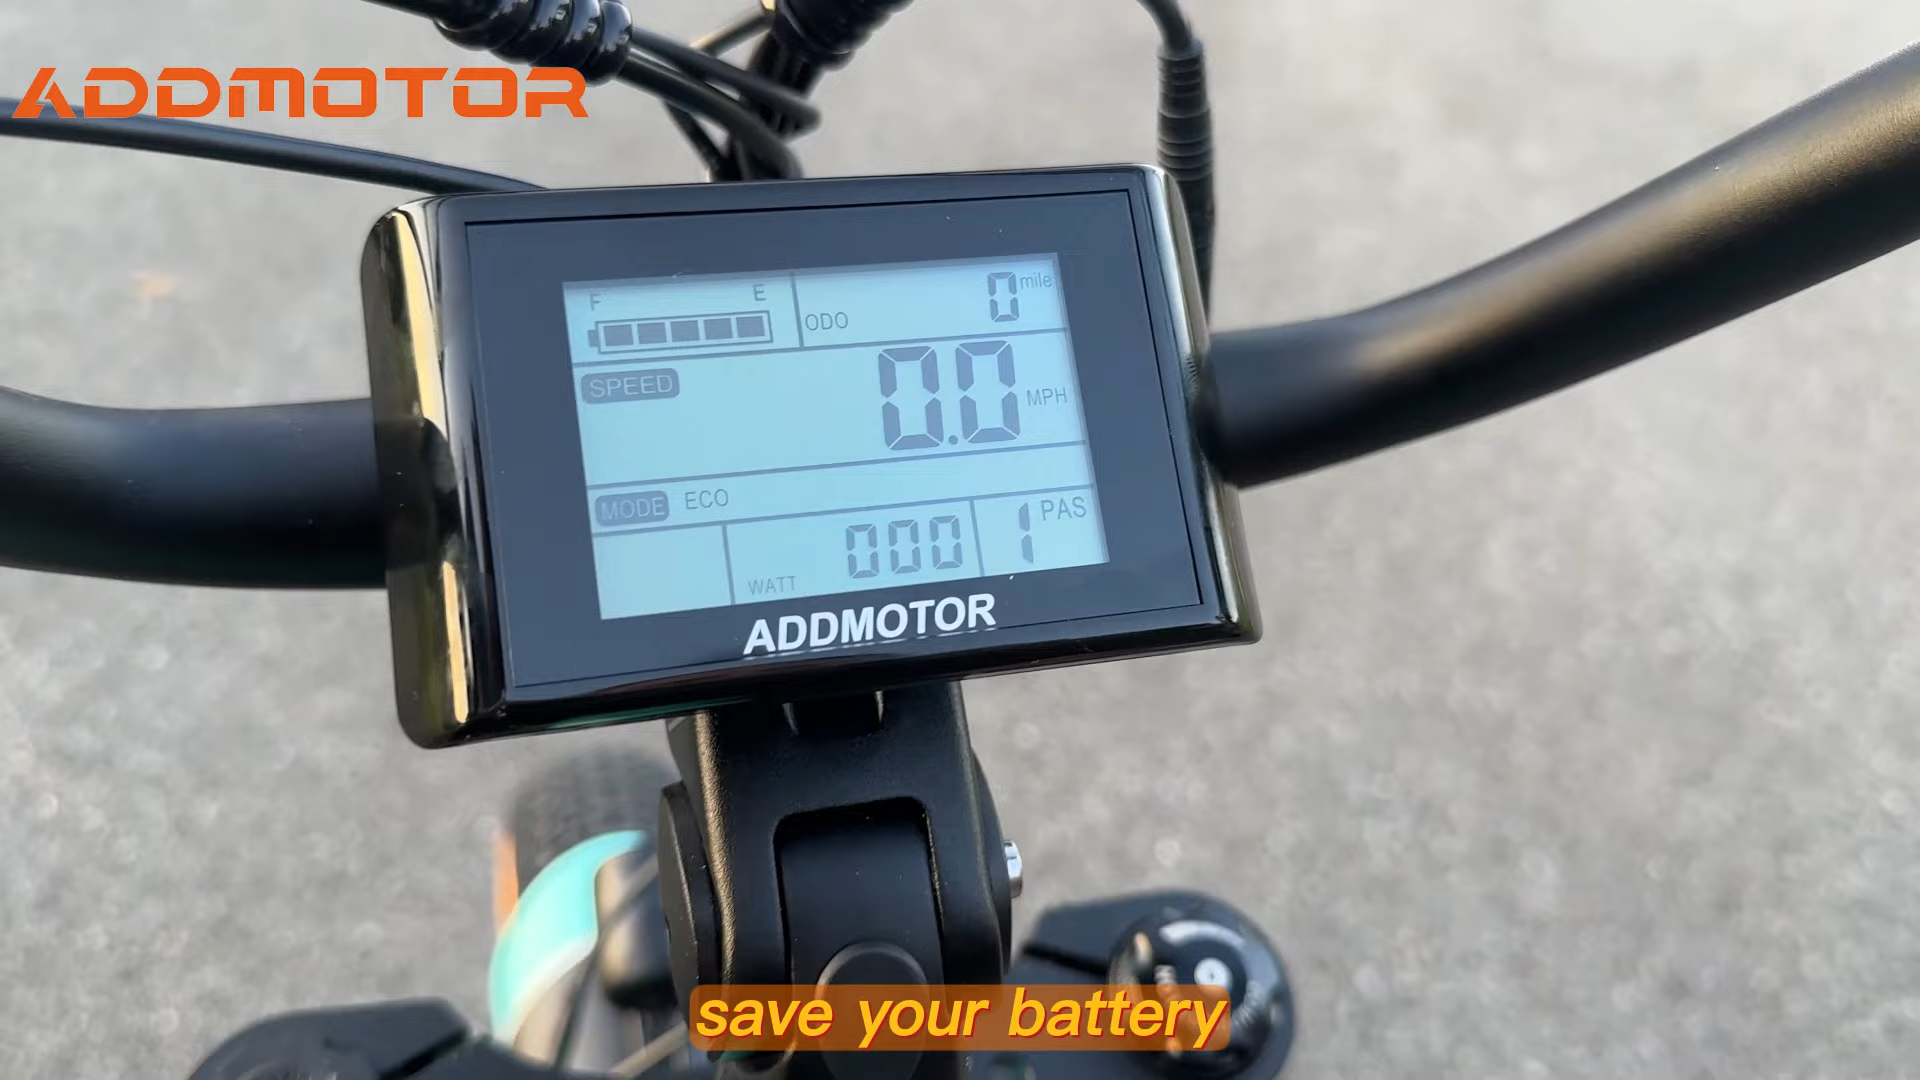 ADDMOTOR
F E
ODO 0 mile
SPEED
0.0 MPH
MODE ECO
WATT 000 1 PAS
ADDMOTOR
save your battery